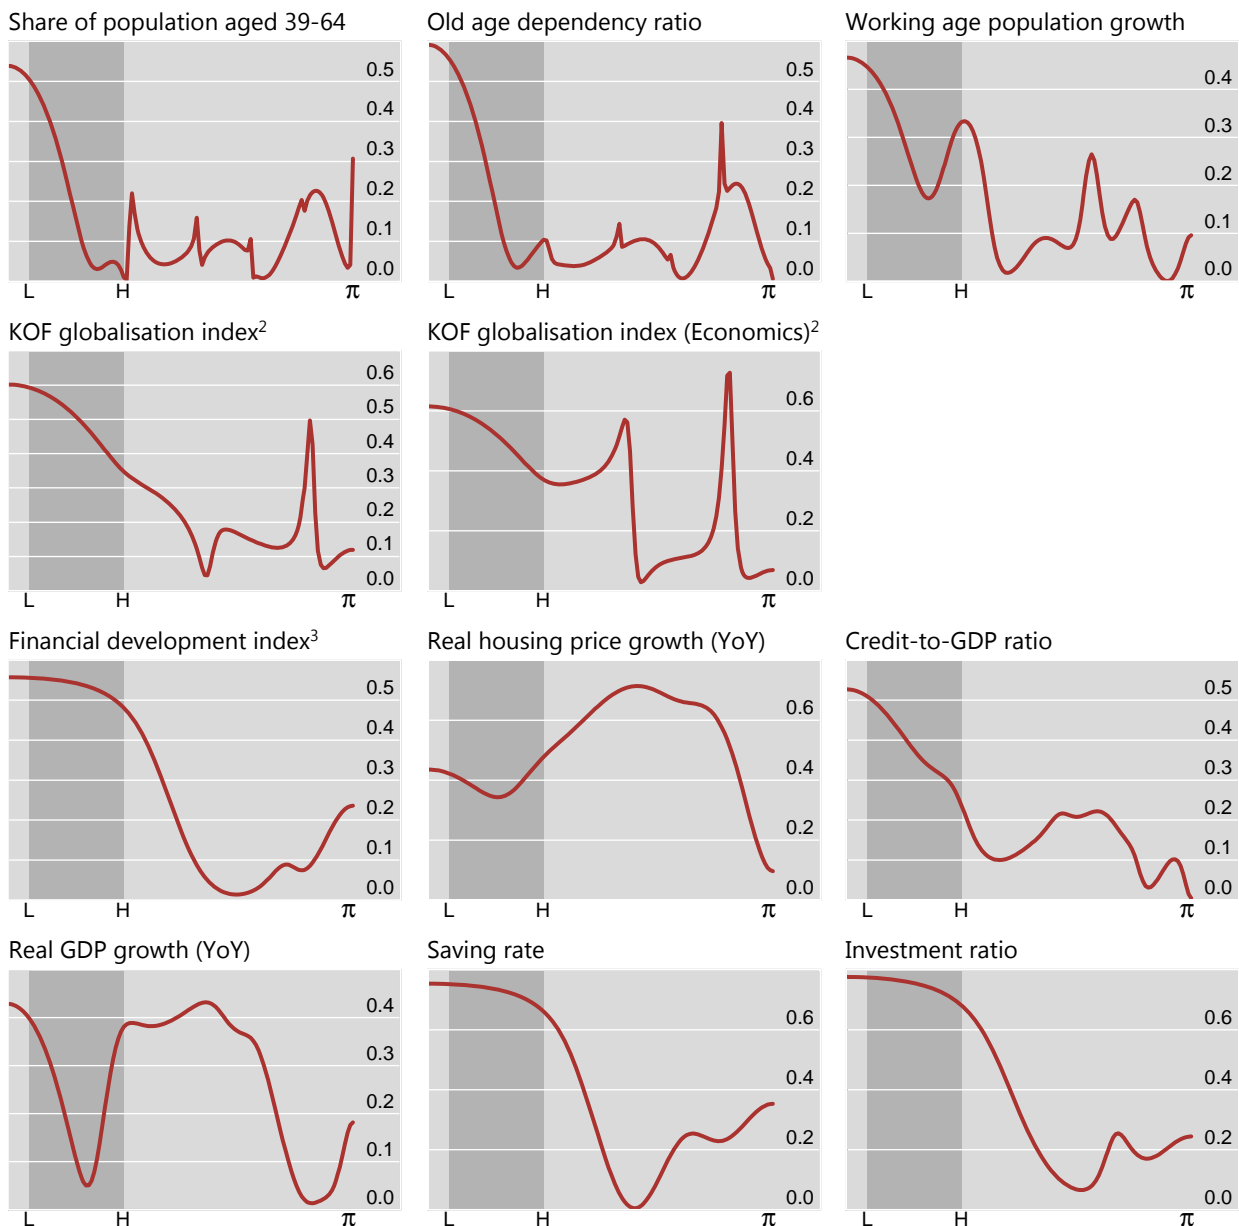 Share of population aged 39-64
0.5
0.4
0.3
0.2
0.1
0.0
L H π
Old age dependency ratio
0.5
0.4
0.3
0.2
0.1
0.0
L H π
Working age population growth
0.4
0.3
0.2
0.1
0.0
L H π
KOF globalisation index²
0.6
0.5
0.4
0.3
0.2
0.1
0.0
L H π
KOF globalisation index (Economics)²
0.6
0.4
0.2
0.0
L H π
Financial development index³
0.5
0.4
0.3
0.2
0.1
0.0
L H π
Real housing price growth (YoY)
0.6
0.4
0.2
0.0
L H π
Credit-to-GDP ratio
0.5
0.4
0.3
0.2
0.1
0.0
L H π
Real GDP growth (YoY)
0.4
0.3
0.2
0.1
0.0
L H π
Saving rate
0.6
0.4
0.2
0.0
L H π
Investment ratio
0.6
0.4
0.2
0.0
L H π